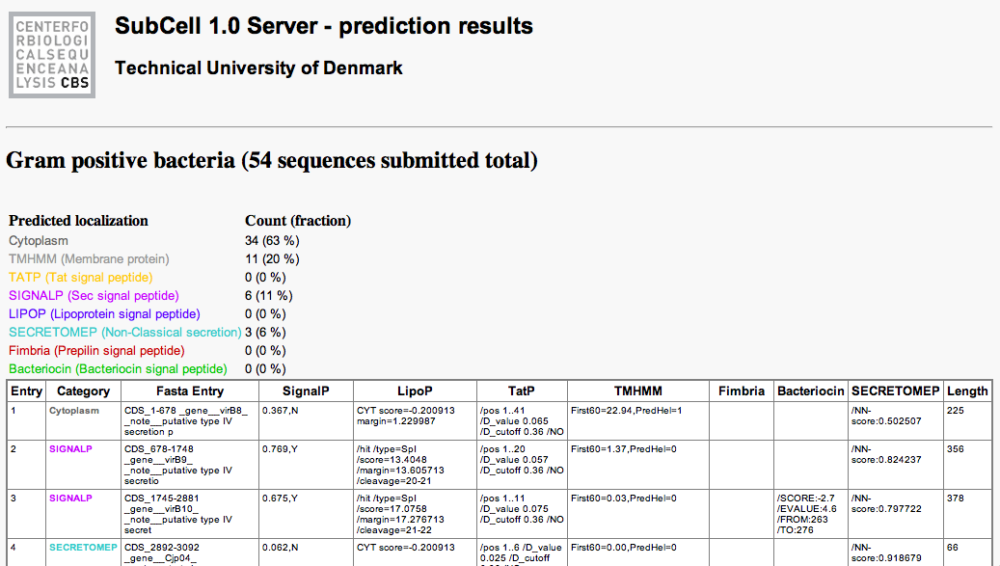 CENTERFO
RBIOLOGI
CALSEQU
ENCEANA
LYSIS CBS
SubCell 1.0 Server - prediction results
Technical University of Denmark
Gram positive bacteria (54 sequences submitted total)
Predicted localization Count (fraction)
Cytoplasm 34 (63 %)
TMHMM (Membrane protein) 11 (20 %)
TATP (Tat signal peptide) 0 (0 %)
SIGNALP (Sec signal peptide) 6 (11 %)
LIPOP (Lipoprotein signal peptide) 0 (0 %)
SECRETOMEP (Non-Classical secretion) 3 (6 %)
Fimbria (Prepilin signal peptide) 0 (0 %)
Bacteriocin (Bacteriocin signal peptide) 0 (0 %)
Entry Category Fasta Entry SignalP LipoP TatP TMHMM Fimbria Bacteriocin SECRETOMEP Length
1 Cytoplasm CDS_1-678 _gene__virB8_ 0.367,N CYT score=-0.200913 /pos 1..41 First60=22.94,PredHel=1 /NN- 225
_note__putative type IV margin=1.229987 /D_value 0.065 score:0.502507
secretion p /D_cutoff 0.36 /NO
2 SIGNALP CDS_678-1748 0.769,Y /hit /type=SpI /pos 1..20 First60=1.37,PredHel=0 /NN- 356
_gene__virB9_ /score=13.4048 /D_value 0.057 score:0.824237
_note__putative type IV /margin=13.605713 /D_cutoff 0.36 /NO
secretio /cleavage=20-21
3 SIGNALP CDS_1745-2881 0.675,Y /hit /type=SpI /pos 1..11 First60=0.03,PredHel=0 /SCORE:-2.7 /NN- 378
_gene__virB10_ /score=17.0758 /D_value 0.075 /EVALUE:4.6 score:0.797722
_note__putative type IV /margin=17.276713 /D_cutoff 0.36 /NO /FROM:263
secret /cleavage=21-22 /TO:276
4 SECRETOMEP CDS_2892-3092 0.062,N CYT score=-0.200913 /pos 1..6 /D_value First60=0.00,PredHel=0 /NN- 66
_gene__Cjp04_ 0.025 /D_cutoff score:0.918679